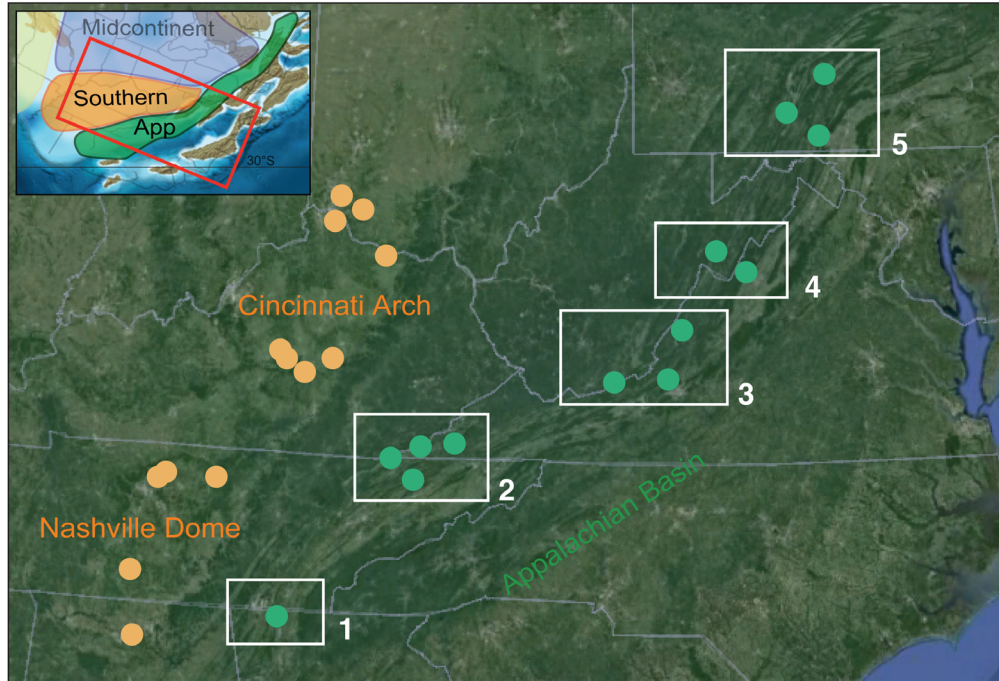 Midcontinent
Southern
App
30°S
5
4
Cincinnati Arch
3
2
Appalachian Basin
Nashville Dome
1